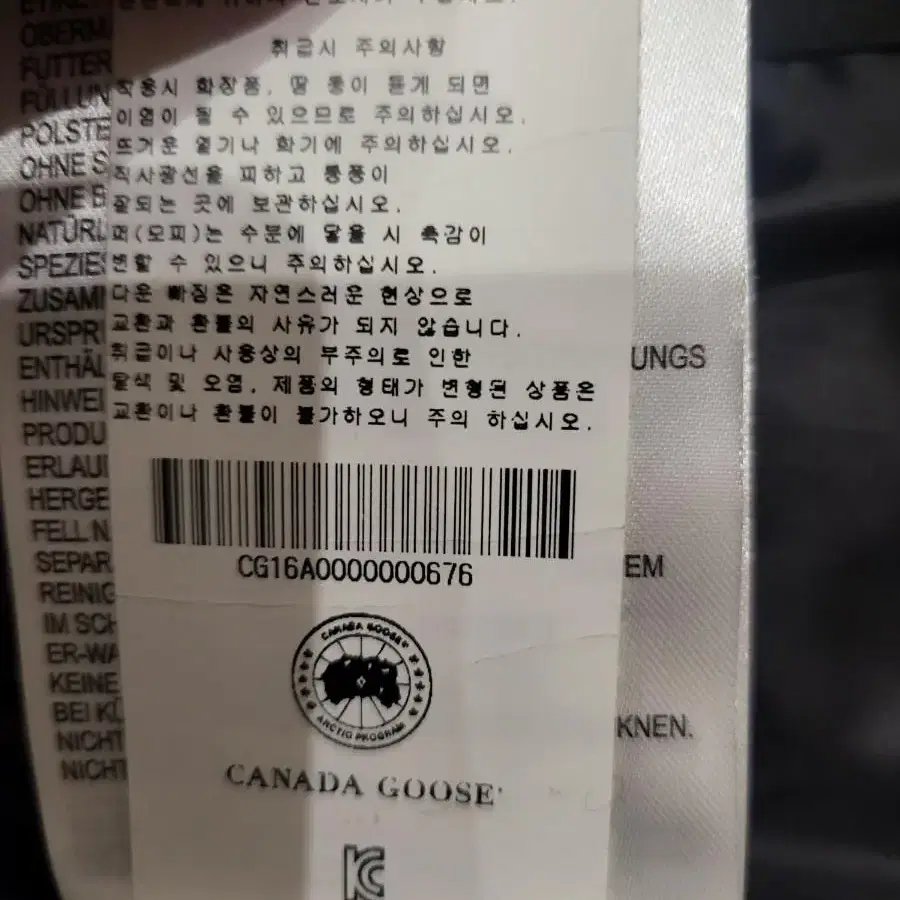 취급시 주의사항
착용시 화장품, 땀 등이 묻게 되면
이염이 될 수 있으므로 주의하십시오.
뜨거운 열기나 화기에 주의하십시오.
직사광선을 피하고 통풍이
잘되는 곳에 보관하십시오.
퍼(모피)는 수분에 닿을 시 촉감이
변할 수 있으니 주의하십시오.
다운 빠짐은 자연스러운 현상으로
교환과 환불의 사유가 되지 않습니다.
취급이나 사용상의 부주의로 인한
탈색 및 오염, 제품의 형태가 변형된 상품은
교환이나 환불이 불가하오니 주의 하십시오.
CG16A0000000676
CANADA GOOSE
ARCTIC PROGRAM
CANADA GOOSE
KC
OBERMA
FUTTER
FÜLLUN
POLSTE
OHNE S
OHNE B
NATÜRL
SPEZIES
ZUSAMM
URSPRI
ENTHÄL
HINWEI
PRODU
ERLAUI
HERGE
FELL N
SEPAR
REINIG
IM SCH
ER-WA
KEINE
BEI KÜ
NICHT
NICHT
UNGS
EM
KNEN.